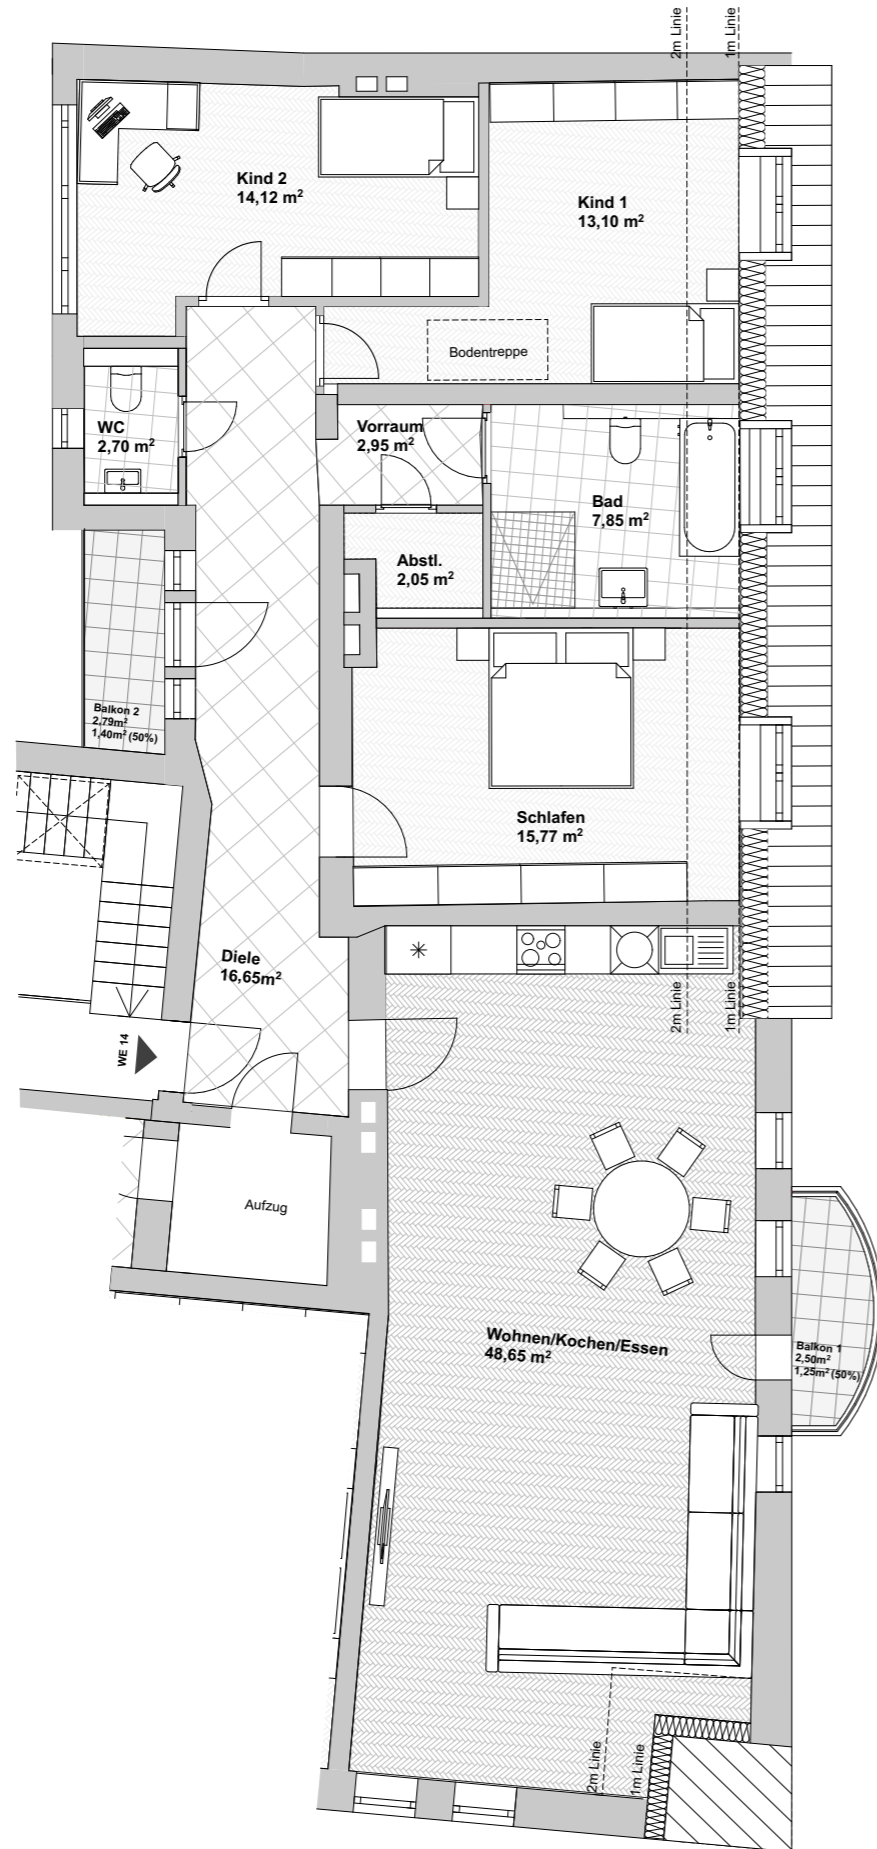 2m Linie
1m Linie
Kind 2
14,12 m²
Kind 1
13,10 m²
Bodentreppe
WC
2,70 m²
Vorraum
2,95 m²
Bad
7,85 m²
Abstl.
2,05 m²
Balkon 2
2,79m²
1,40m² (50%)
Schlafen
15,77 m²
Diele
16,65m²
2m Linie
1m Linie
WE 14
Aufzug
Wohnen/Kochen/Essen
48,65 m²
Balkon 1
2,50m²
1,25m² (50%)
2m Linie
1m Linie